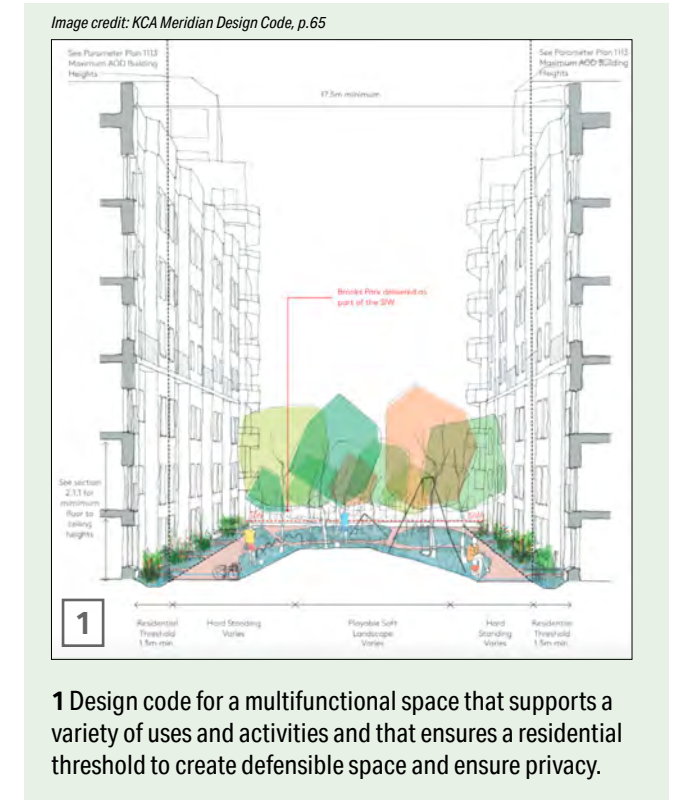 Image credit: KCA Meridian Design Code, p.65
See Parameter Plan 1113
Maximum AOD Building
Heights
See Parameter Plan 1113
Maximum AOD Building
Heights
17.5m minimum
Brooks Park delivered as
part of the SIW
See section
2.1.1 for
minimum
floor to
ceiling
heights
1
Residential
Threshold
1.5m min
Hard Standing
Varies
Playable Soft
Landscape
Varies
Hard
Standing
Varies
Residential
Threshold
1.5m min
1 Design code for a multifunctional space that supports a
variety of uses and activities and that ensures a residential
threshold to create defensible space and ensure privacy.